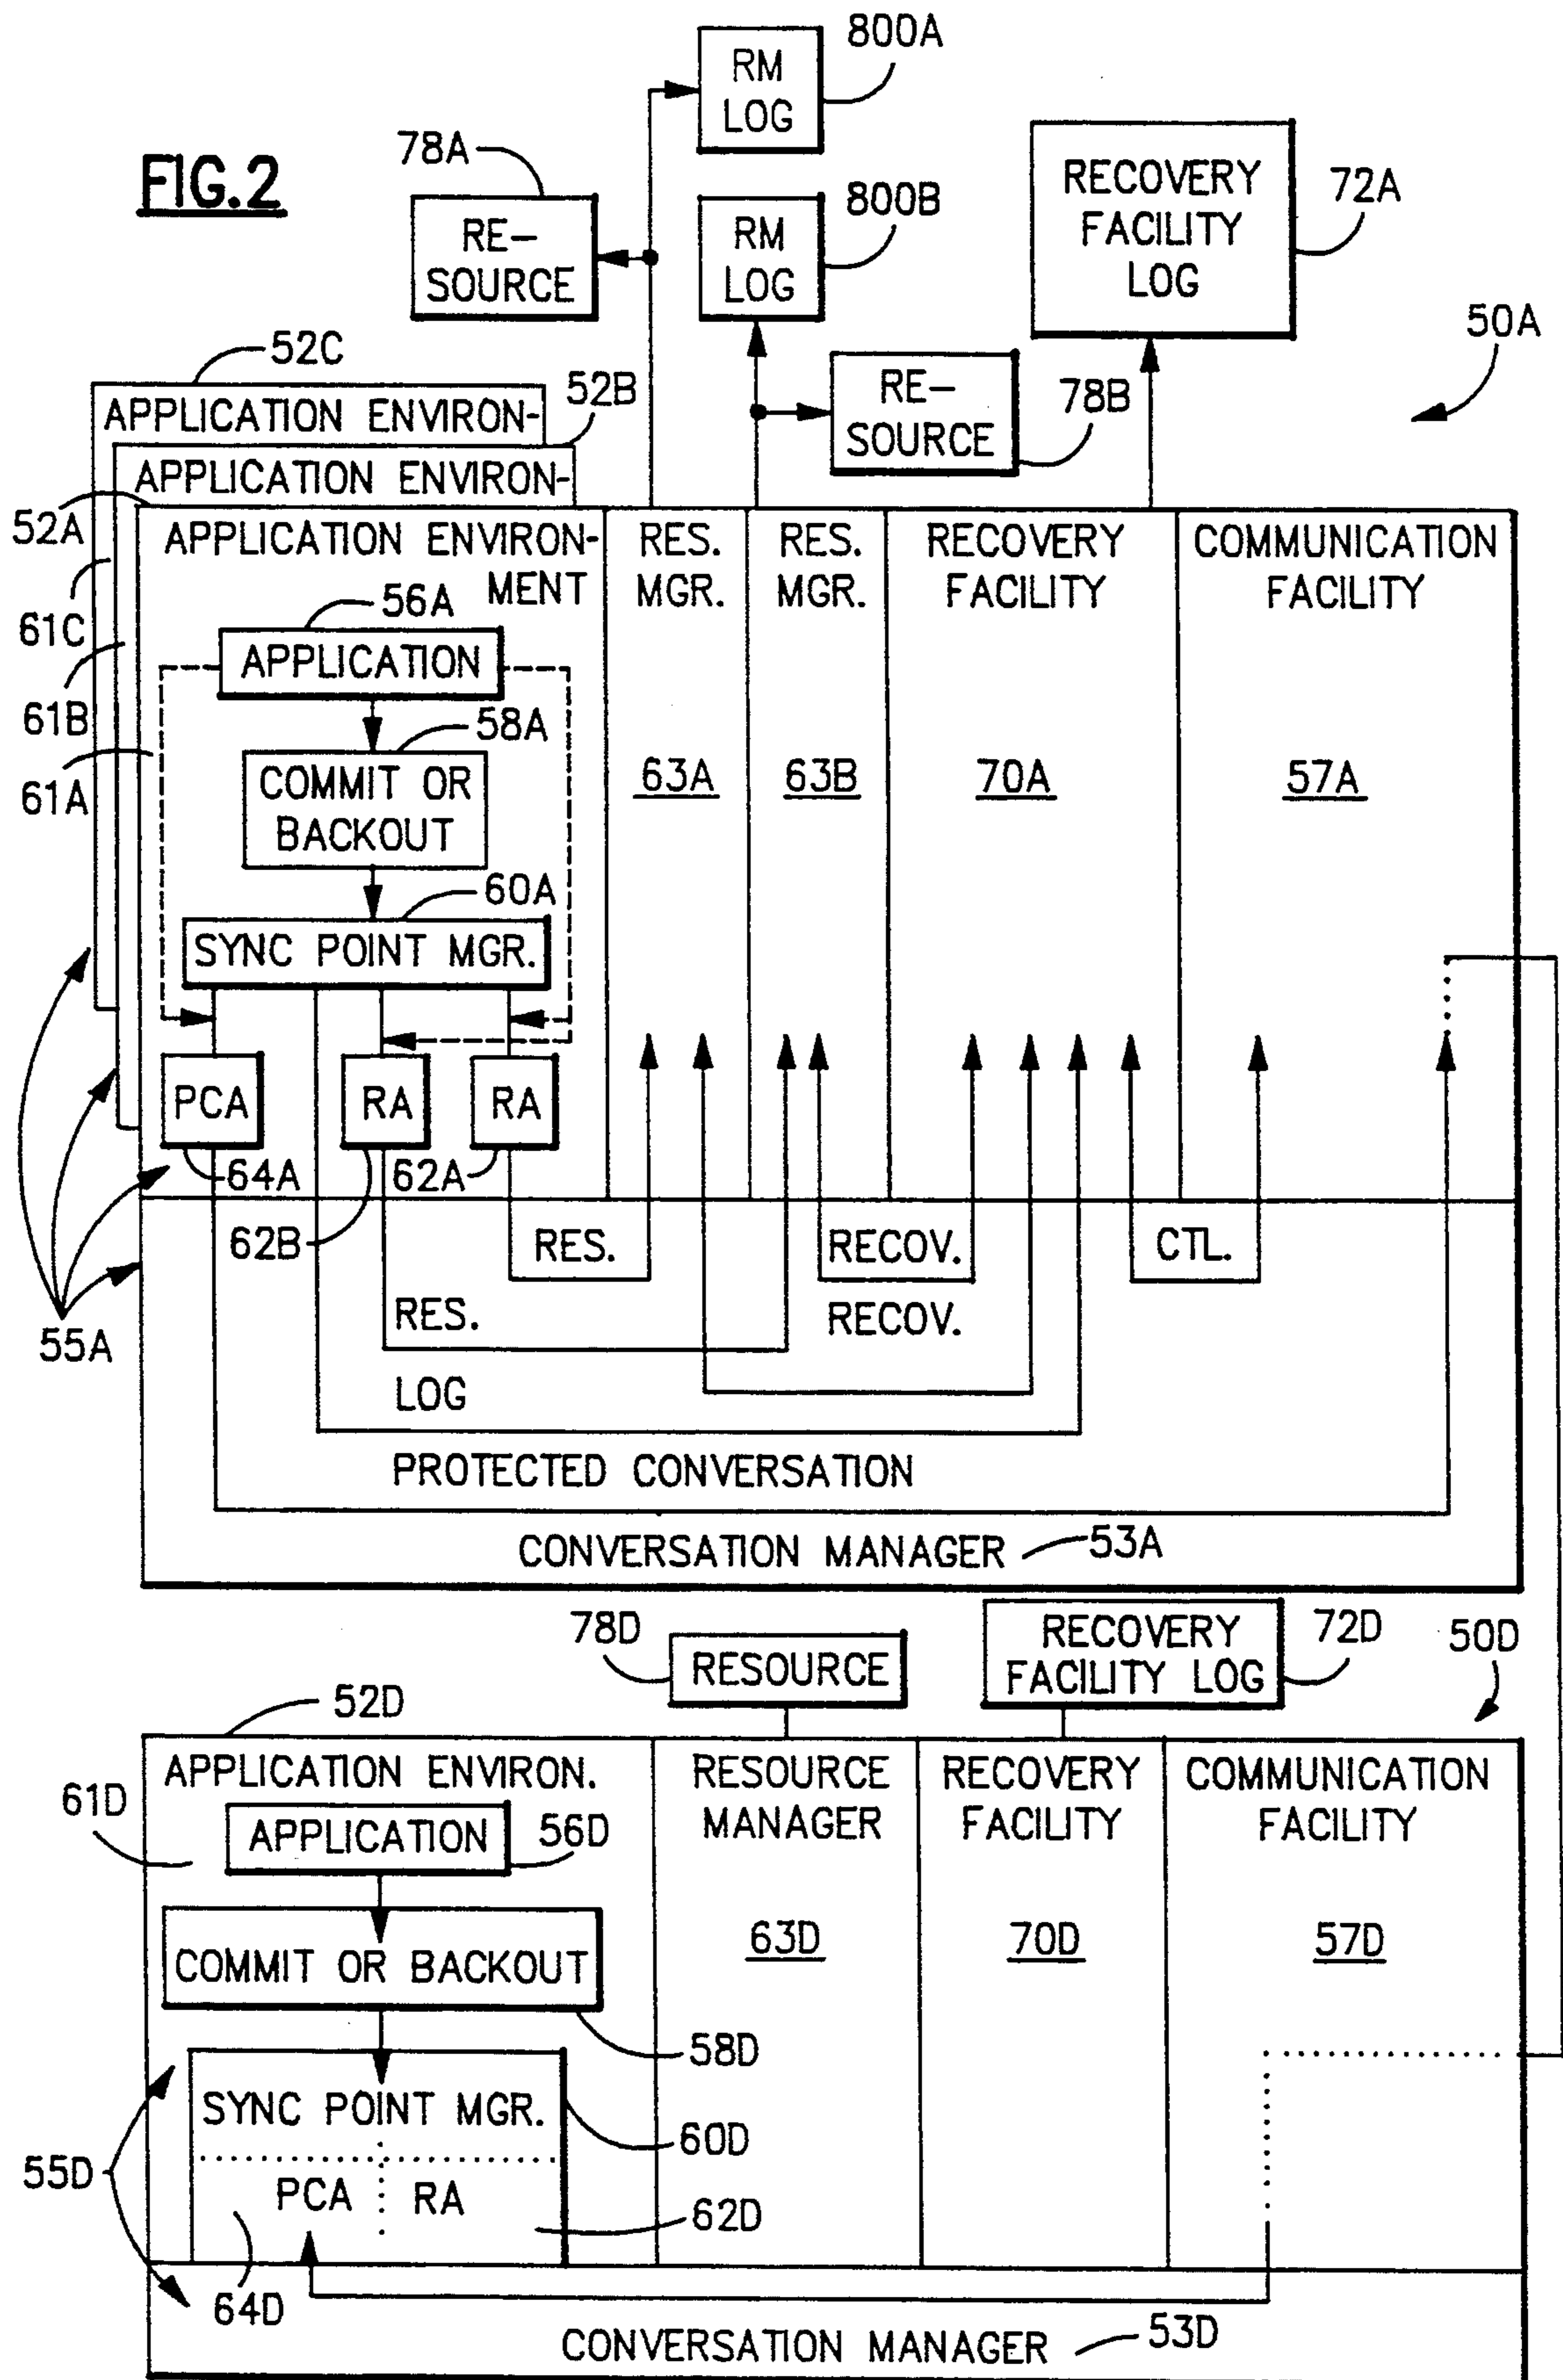 FIG.2
RM
LOG
800A
78A
RE-
SOURCE
RM
LOG
800B
RECOVERY
FACILITY
LOG
72A
50A
RE-
SOURCE
78B
52C
APPLICATION ENVIRON-
52B
APPLICATION ENVIRON-
52A
APPLICATION ENVIRON-
MENT
RES.
MGR.
RES.
MGR.
RECOVERY
FACILITY
COMMUNICATION
FACILITY
61C
61B
61A
56A
APPLICATION
58A
COMMIT OR
BACKOUT
60A
SYNC POINT MGR.
63A
63B
70A
57A
PCA
RA
RA
64A
62B
62A
55A
RES.
RECOV.
CTL.
RES.
RECOV.
LOG
PROTECTED CONVERSATION
CONVERSATION MANAGER
53A
78D
RESOURCE
RECOVERY
FACILITY LOG
72D
50D
52D
APPLICATION ENVIRON.
RESOURCE
MANAGER
RECOVERY
FACILITY
COMMUNICATION
FACILITY
61D
APPLICATION
56D
COMMIT OR BACKOUT
58D
63D
70D
57D
SYNC POINT MGR.
60D
55D
PCA
RA
62D
64D
CONVERSATION MANAGER
53D